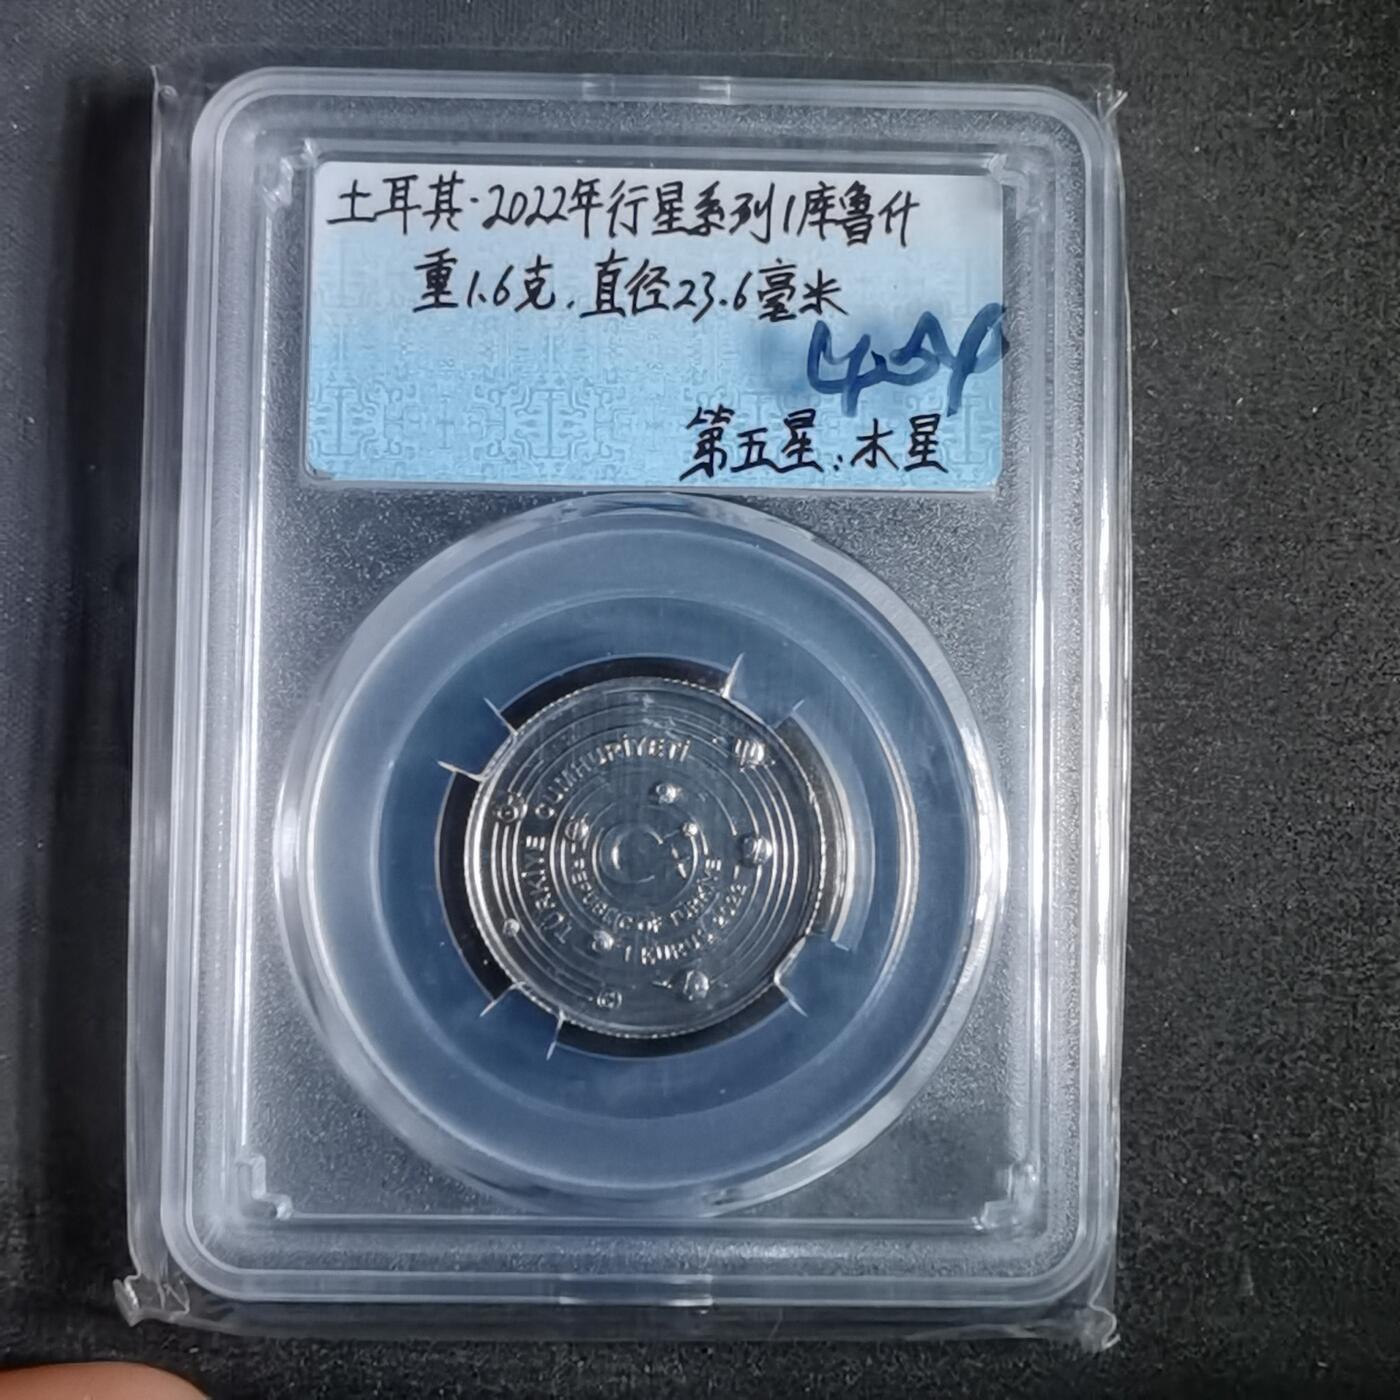 土耳其·2022年行星系列1库鲁什
重1.6克.直径23.6毫米
第五星:木星
TÜRKİYE CUMHURİYETİ
REPUBLIC OF TÜRKİYE
1 KURUŞ 2022